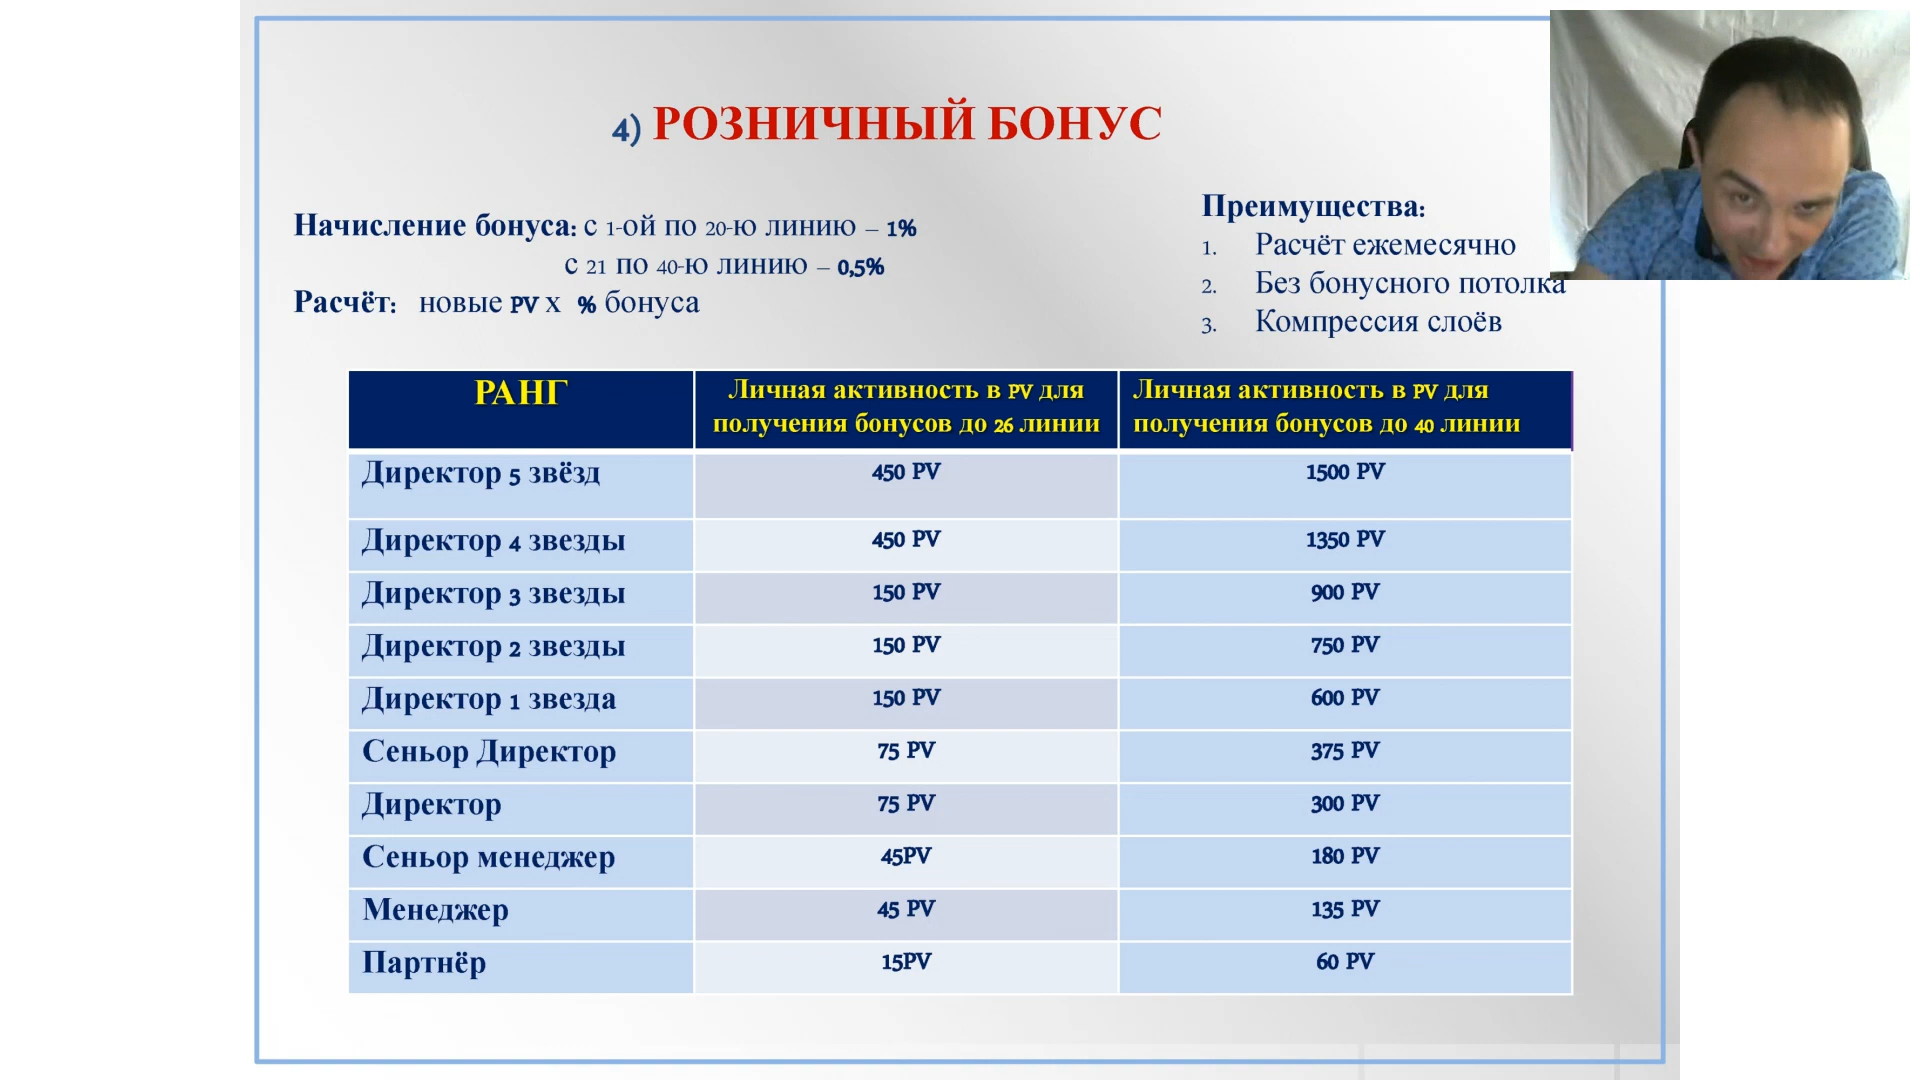 4) РОЗНИЧНЫЙ БОНУС
Начисление бонуса: с 1-ой по 20-ю линию – 1%
с 21 по 40-ю линию – 0,5%
Расчёт: новые PV х % бонуса
Преимущества:
1. Расчёт ежемесячно
2. Без бонусного потолка
3. Компрессия слоёв
РАНГ
Личная активность в PV для
получения бонусов до 26 линии
Личная активность в PV для
получения бонусов до 40 линии
Директор 5 звёзд 450 PV 1500 PV
Директор 4 звезды 450 PV 1350 PV
Директор 3 звезды 150 PV 900 PV
Директор 2 звезды 150 PV 750 PV
Директор 1 звезда 150 PV 600 PV
Сеньор Директор 75 PV 375 PV
Директор 75 PV 300 PV
Сеньор менеджер 45PV 180 PV
Менеджер 45 PV 135 PV
Партнёр 15PV 60 PV